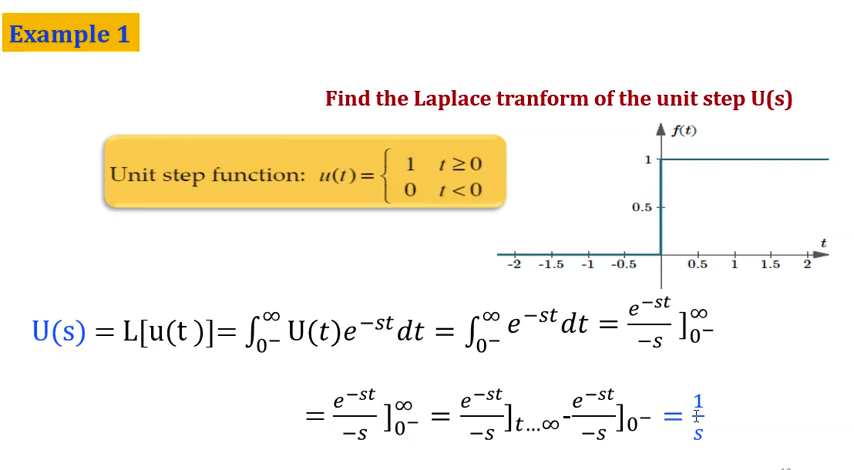 Example 1
Find the Laplace tranform of the unit step U(s)
Unit step function: u(t)= { 1 t≥0
0 t<0
f(t)
1
0.5
t
-2 -1.5 -1 -0.5 0.5 1 1.5 2
U(s) = L[u(t )]= ∫₀₋^∞ U(t)e^−st dt = ∫₀₋^∞ e^−st dt = e^−st/−s ]₀₋^∞
= e^−st/−s ]₀₋^∞ = e^−st/−s ]t…∞ - e^−st/−s ]0− = 1/s